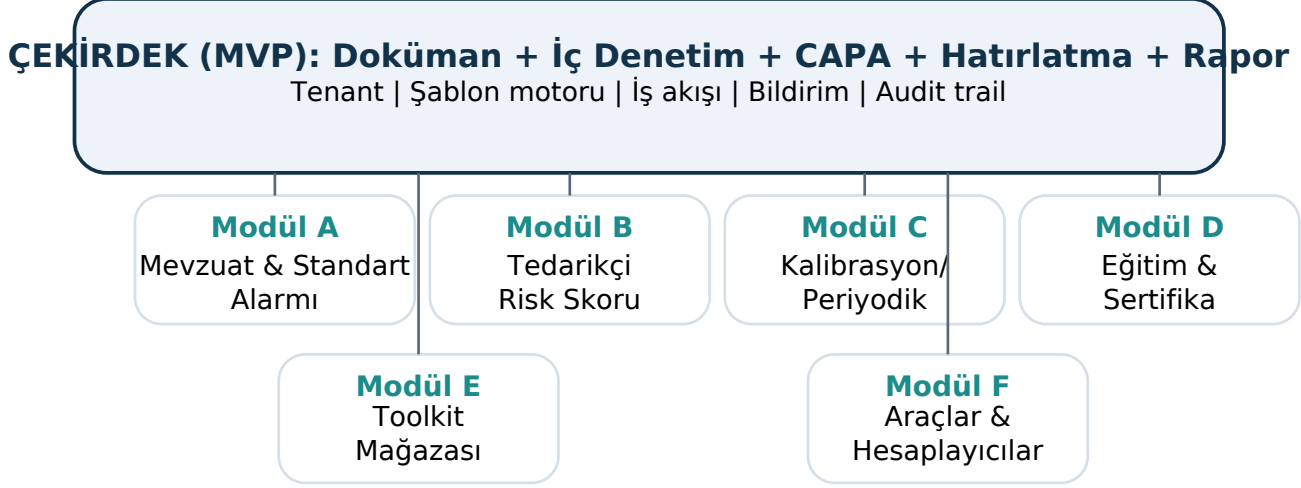 ÇEKİRDEK (MVP): Doküman + İç Denetim + CAPA + Hatırlatma + Rapor
Tenant | Şablon motoru | İş akışı | Bildirim | Audit trail
Modül A
Mevzuat & Standart
Alarmı
Modül B
Tedarikçi
Risk Skoru
Modül C
Kalibrasyon/
Periyodik
Modül D
Eğitim &
Sertifika
Modül E
Toolkit
Mağazası
Modül F
Araçlar &
Hesaplayıcılar